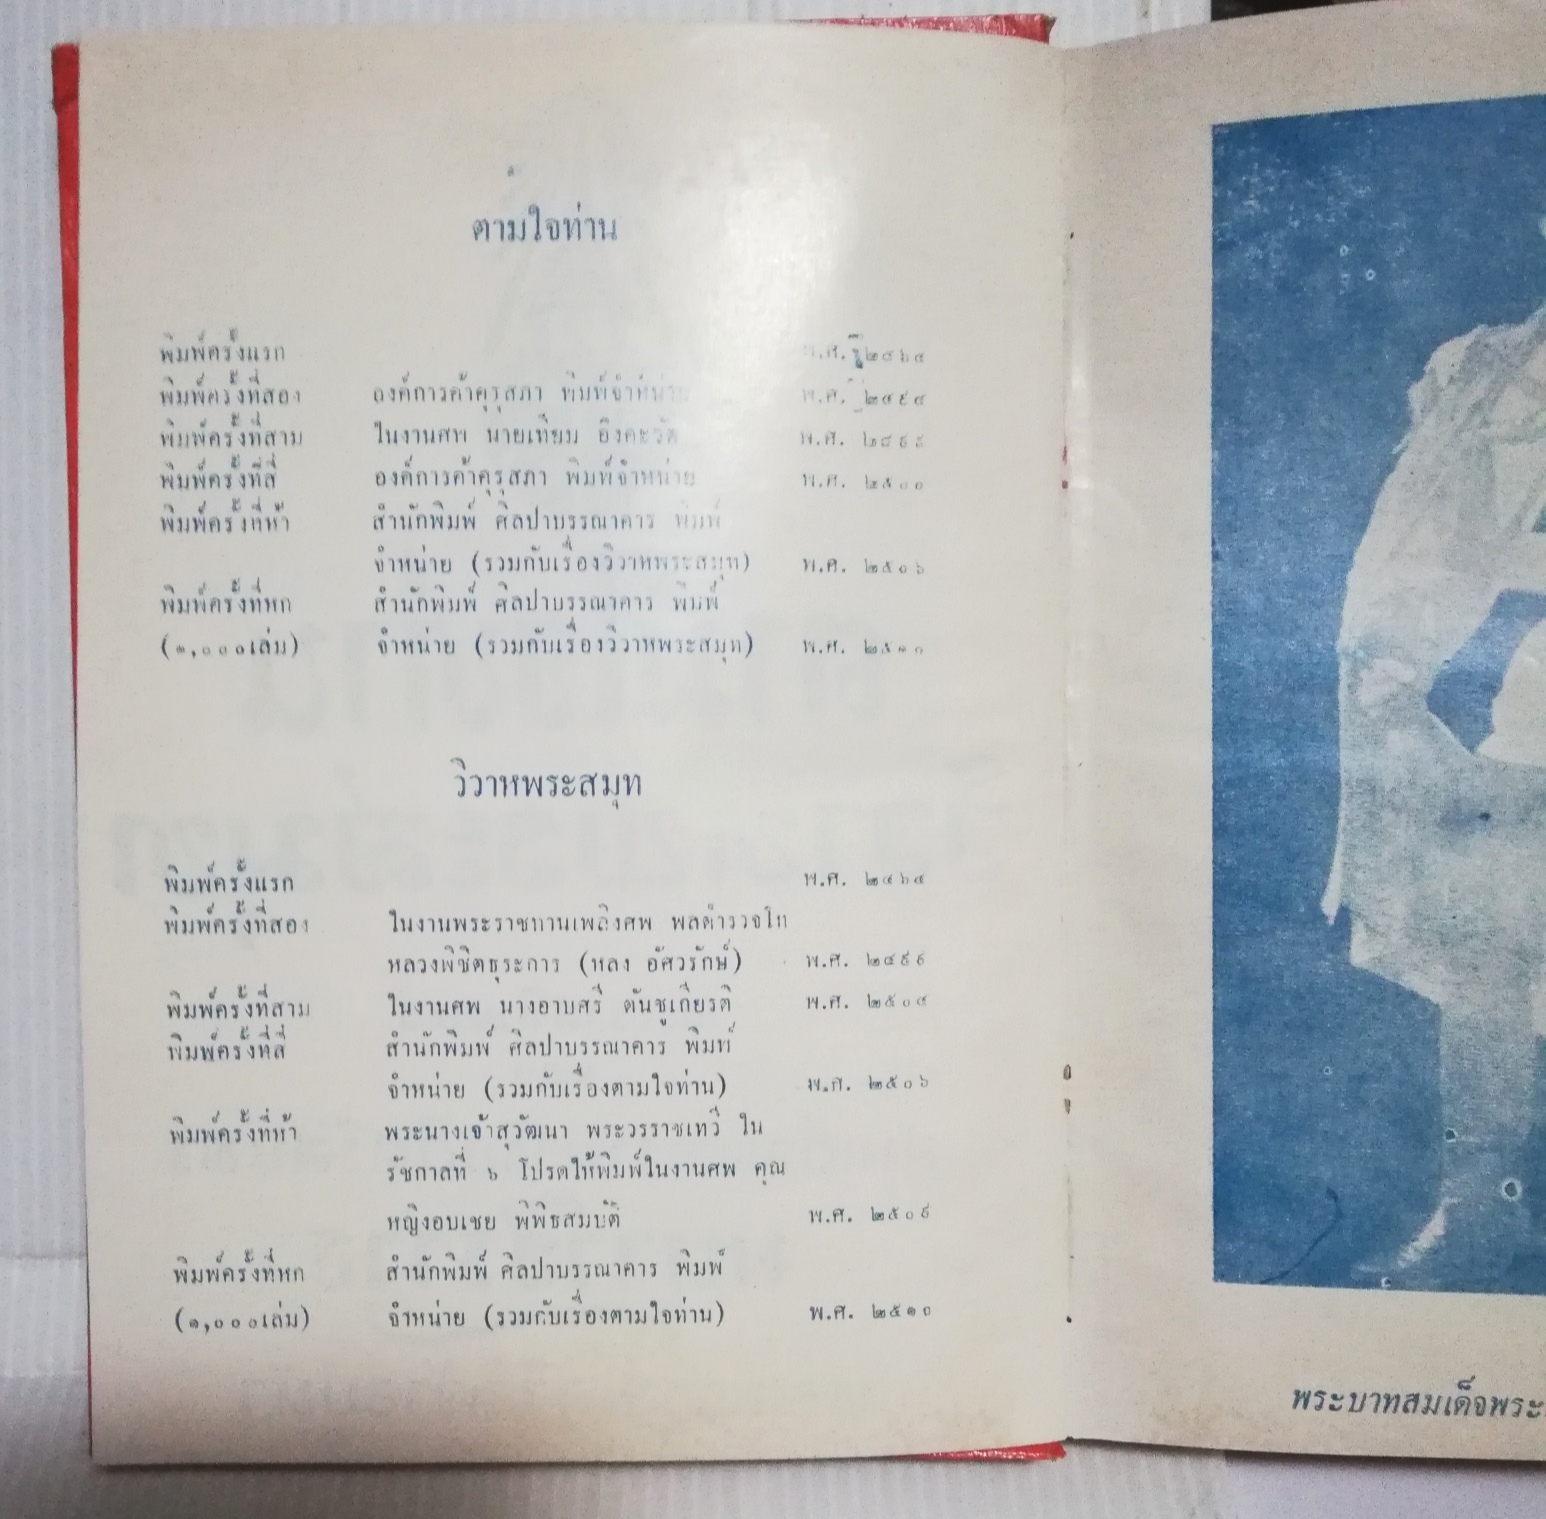 ตามใจท่าน
พิมพ์ครั้งแรก พ.ศ. ๒๔๖๔
พิมพ์ครั้งที่สอง องค์การค้าคุรุสภา พิมพ์จำหน่าย พ.ศ. ๒๔๙๔
พิมพ์ครั้งที่สาม ในงานศพ นายเทียม อิงคะวัต พ.ศ.
พิมพ์ครั้งที่สี่ องค์การค้าคุรุสภา พิมพ์จำหน่าย พ.ศ. ๒๕๐๐
พิมพ์ครั้งที่ห้า สำนักพิมพ์ ศิลปาบรรณาคาร พิมพ์
จำหน่าย (รวมกับเรื่องวิวาหพระสมุท) พ.ศ. ๒๕๐๖
พิมพ์ครั้งที่หก สำนักพิมพ์ ศิลปาบรรณาคาร พิมพ์
(๑,๐๐๐เล่ม) จำหน่าย (รวมกับเรื่องวิวาหพระสมุท) พ.ศ. ๒๕๑๐
วิวาหพระสมุท
พิมพ์ครั้งแรก พ.ศ. ๒๔๖๔
พิมพ์ครั้งที่สอง ในงานพระราชทานเพลิงศพ พลตำรวจโท
หลวงพิชิตธุระการ (หลง อัศวรักษ์) พ.ศ. ๒๔๙๙
พิมพ์ครั้งที่สาม ในงานศพ นางอาบศรี ตันชูเกียรติ พ.ศ. ๒๕๐๔
พิมพ์ครั้งที่สี่ สำนักพิมพ์ ศิลปาบรรณาคาร พิมพ์
จำหน่าย (รวมกับเรื่องตามใจท่าน) พ.ศ. ๒๕๐๖
พิมพ์ครั้งที่ห้า พระนางเจ้าสุวัฒนา พระวรราชเทวี ใน
รัชกาลที่ ๖ โปรดให้พิมพ์ในงานศพ คุณ
หญิงอบเชย พิพิธสมบัติ พ.ศ. ๒๕๐๙
พิมพ์ครั้งที่หก สำนักพิมพ์ ศิลปาบรรณาคาร พิมพ์
(๑,๐๐๐เล่ม) จำหน่าย (รวมกับเรื่องตามใจท่าน) พ.ศ. ๒๕๑๐
พระบาทสมเด็จพระ